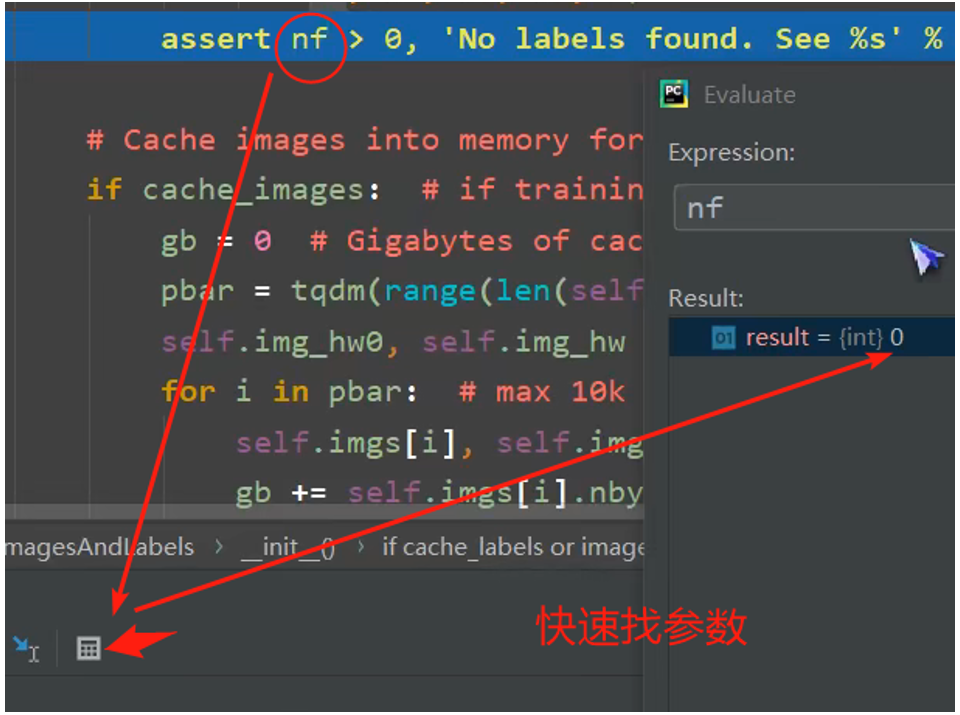 assert nf > 0, 'No labels found. See %s' %
# Cache images into memory for
if cache_images:  # if trainin
gb = 0  # Gigabytes of cac
pbar = tqdm(range(len(self
self.img_hw0, self.img_hw
for i in pbar:  # max 10k
self.imgs[i], self.img
gb += self.imgs[i].nby
magesAndLabels > __init__() > if cache_labels or image
PC Evaluate
Expression:
nf
Result:
01 result = {int} 0
快速找参数